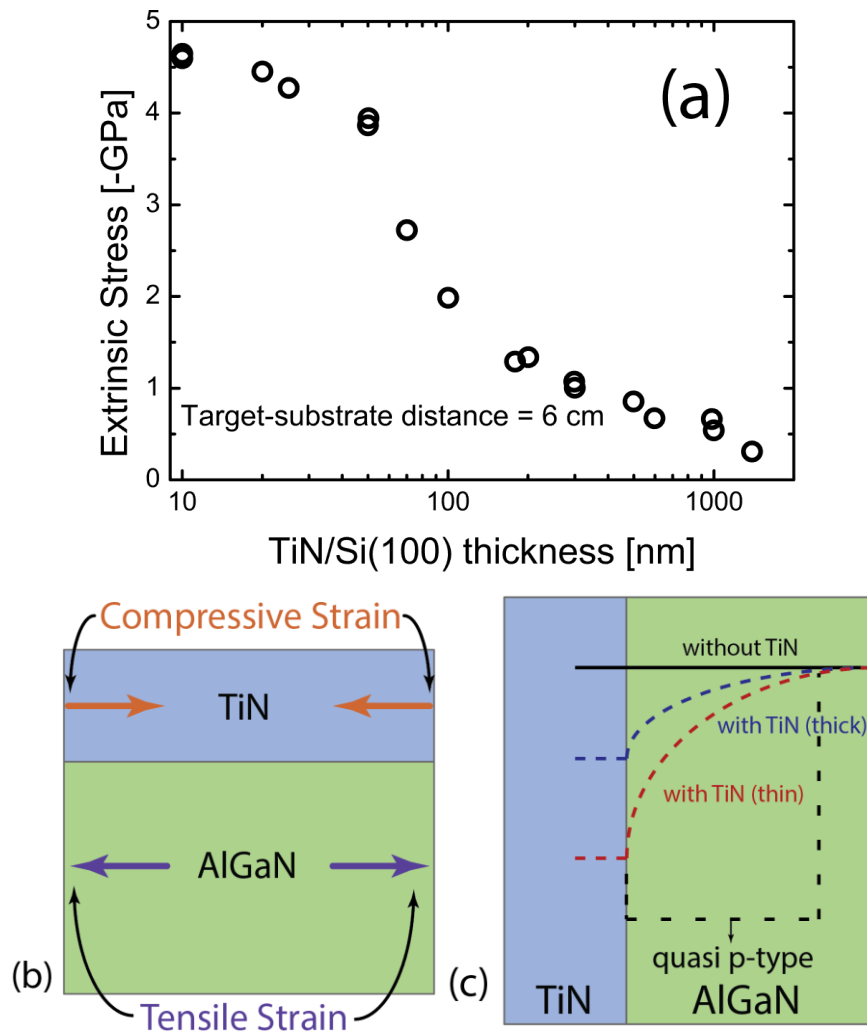 (a)
Extrinsic Stress [-GPa]
5
4
3
2
1
0
Target-substrate distance = 6 cm
10
100
1000
TiN/Si(100) thickness [nm]
Compressive Strain
TiN
AlGaN
(b)
Tensile Strain
without TiN
with TiN (thick)
with TiN (thin)
quasi p-type
(c)
TiN
AlGaN